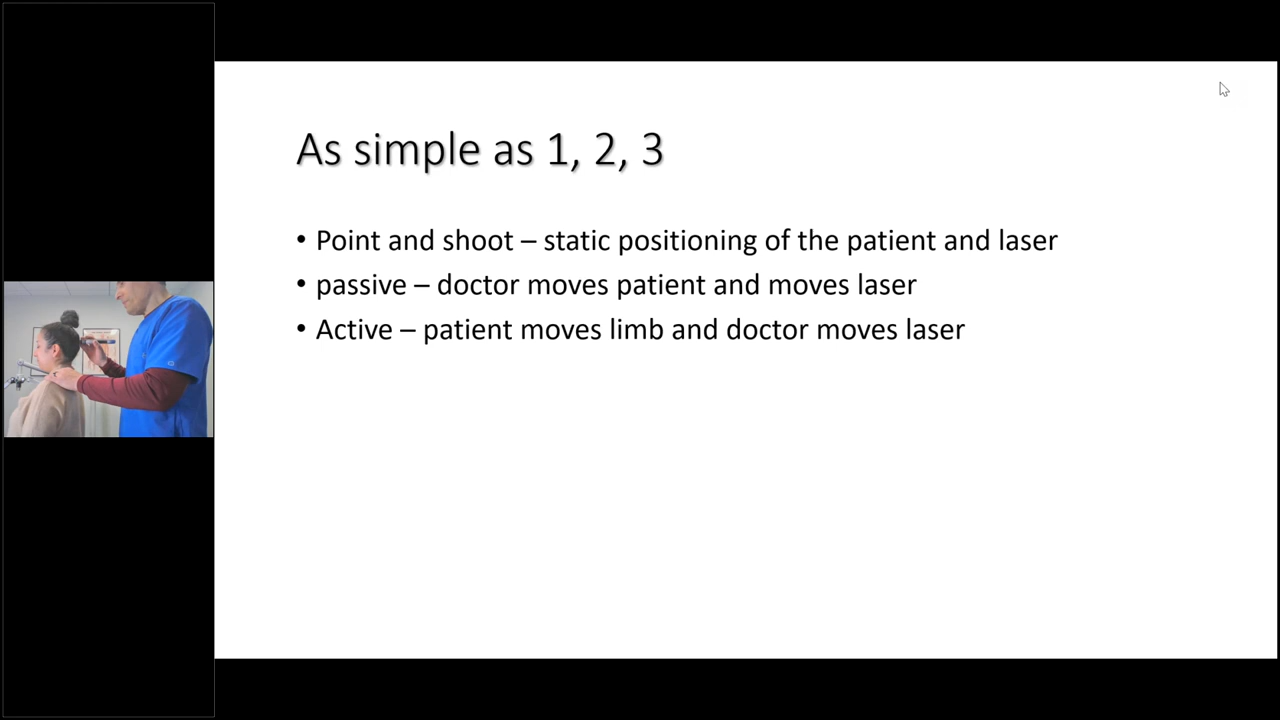 As simple as 1, 2, 3
• Point and shoot – static positioning of the patient and laser
• passive – doctor moves patient and moves laser
• Active – patient moves limb and doctor moves laser